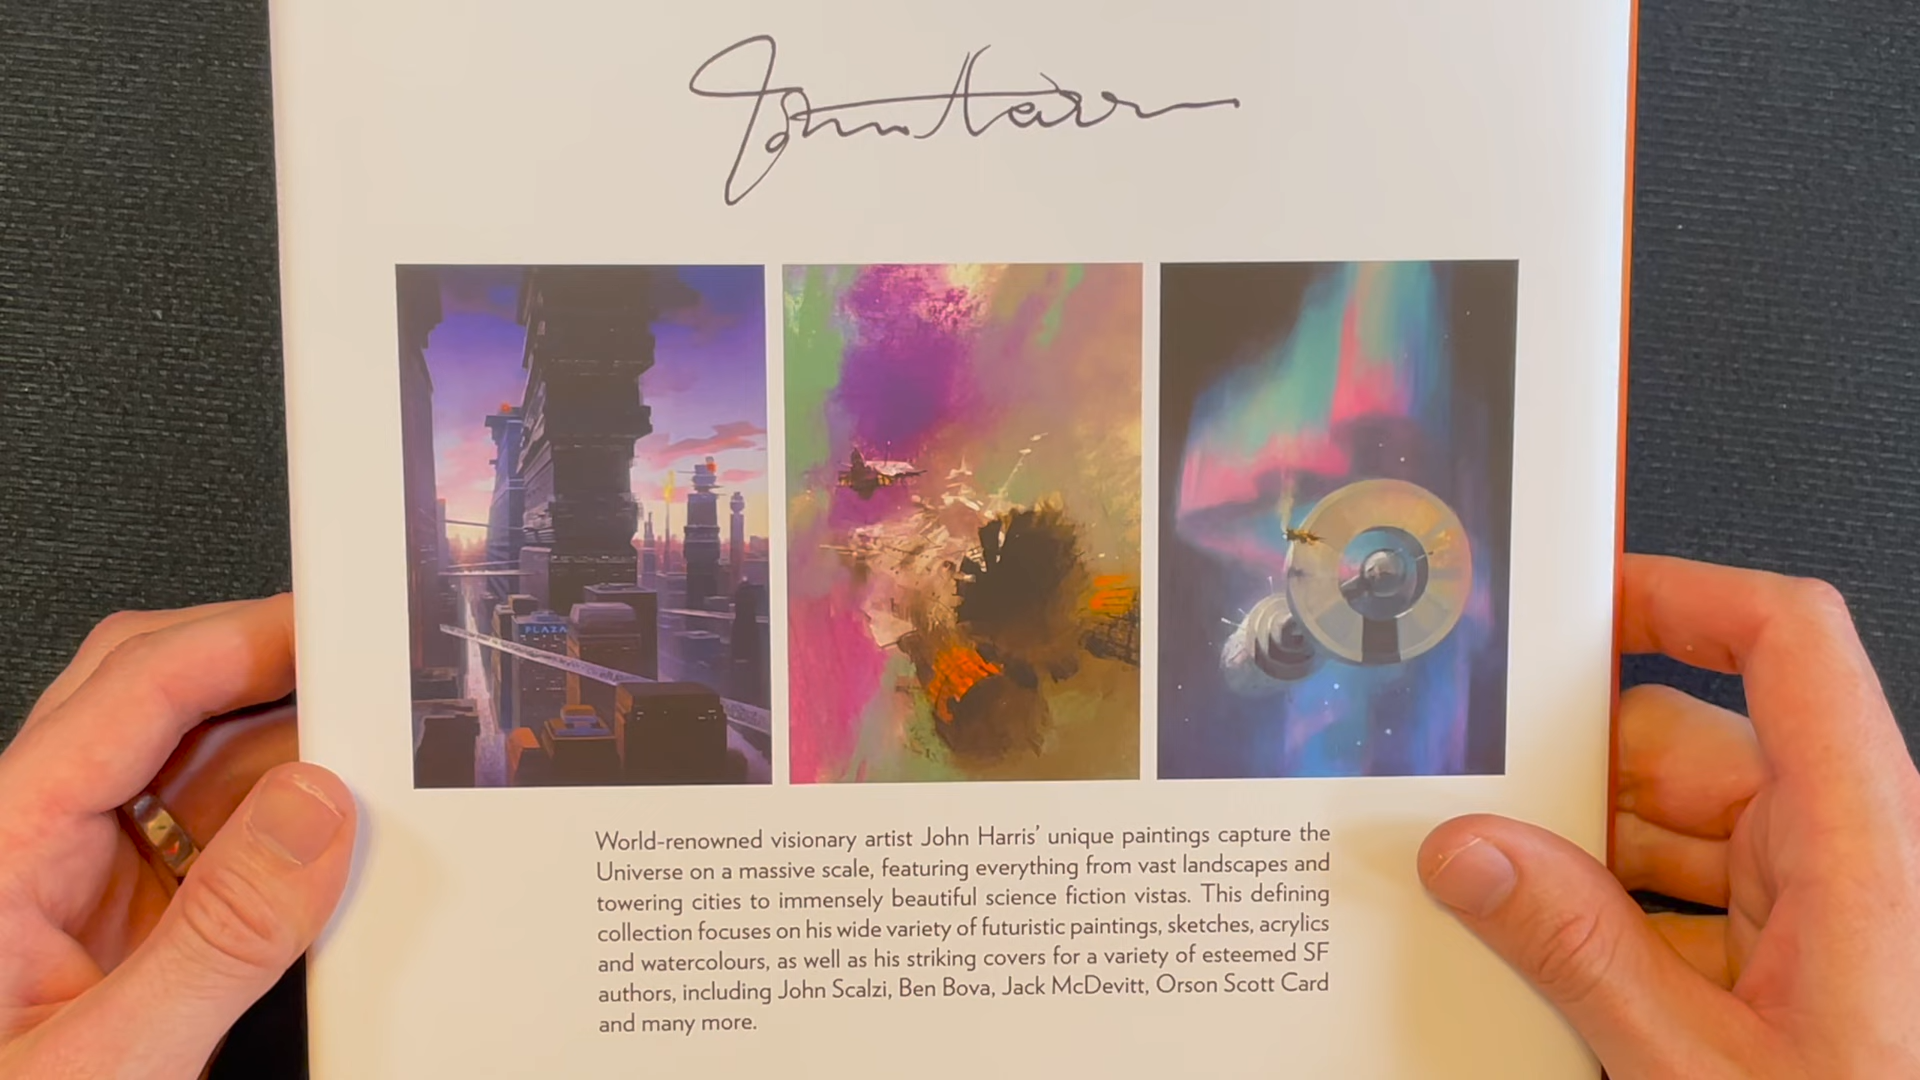 John Harris
PLAZA
World-renowned visionary artist John Harris’ unique paintings capture the
Universe on a massive scale, featuring everything from vast landscapes and
towering cities to immensely beautiful science fiction vistas. This defining
collection focuses on his wide variety of futuristic paintings, sketches, acrylics
and watercolours, as well as his striking covers for a variety of esteemed SF
authors, including John Scalzi, Ben Bova, Jack McDevitt, Orson Scott Card
and many more.